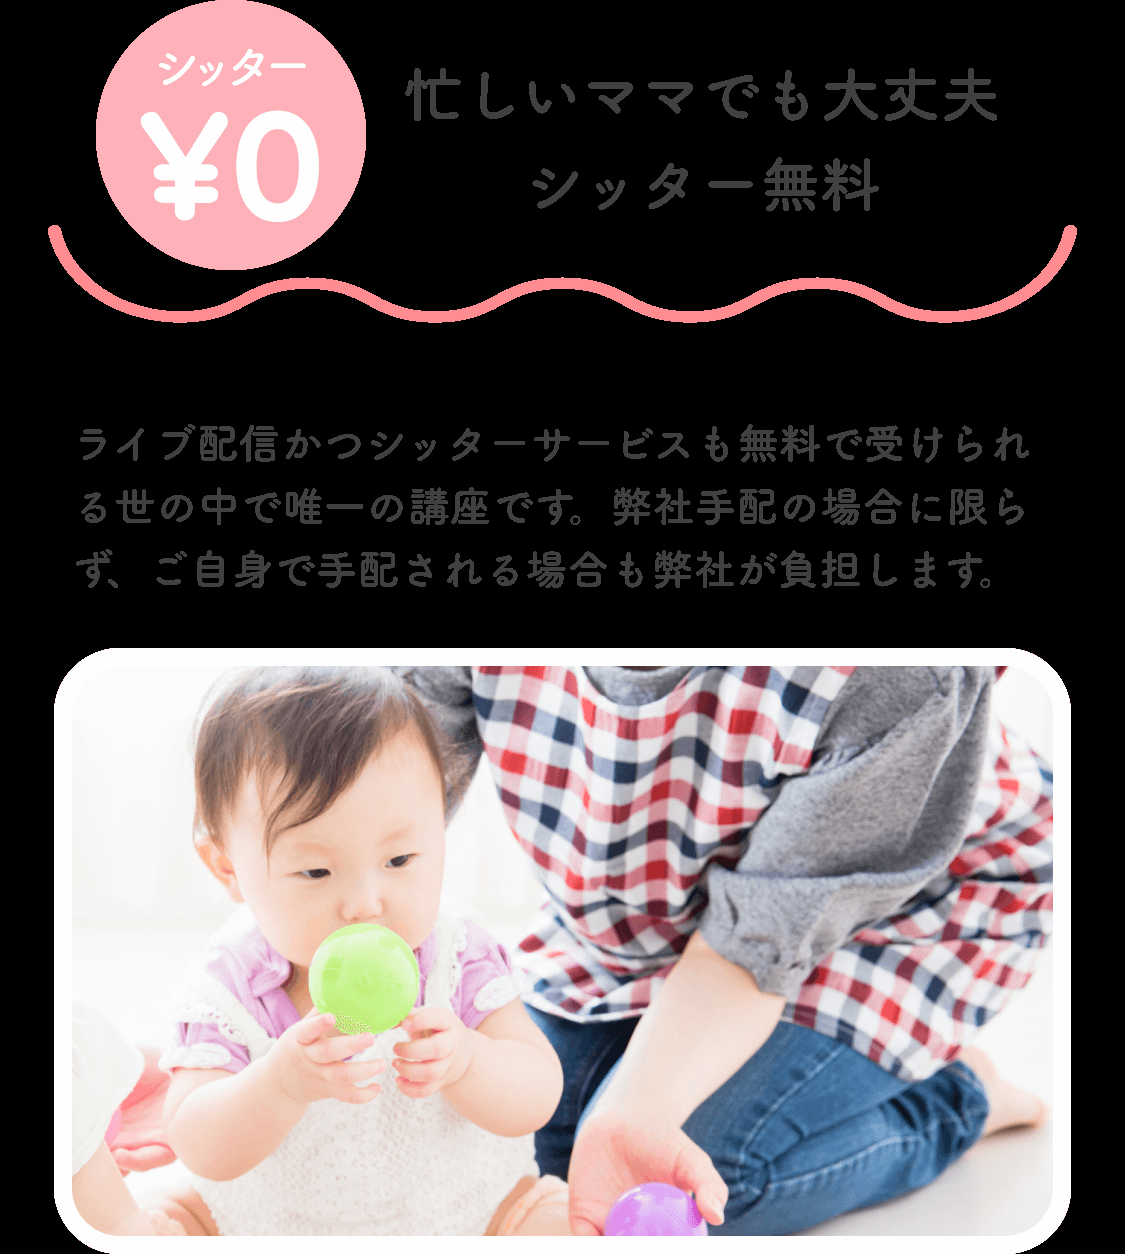 シッター
¥0
忙しいママでも大丈夫
シッター無料
ライブ配信かつシッターサービスも無料で受けられ
る世の中で唯一の講座です。弊社手配の場合に限ら
ず、ご自身で手配される場合も弊社が負担します。